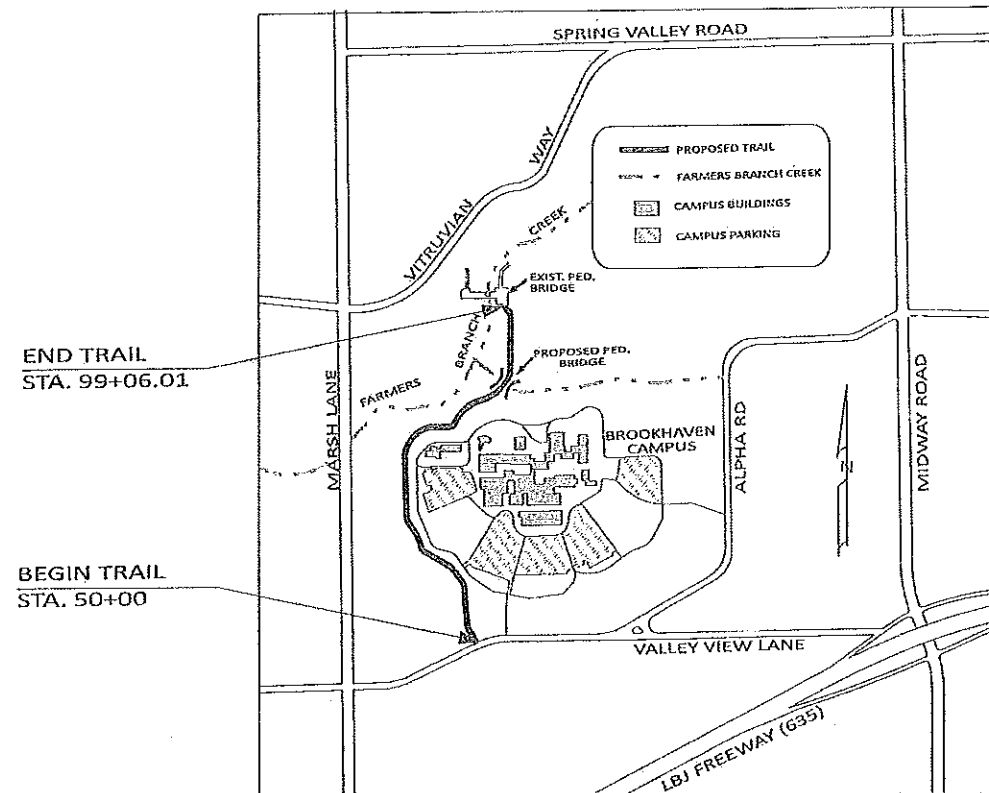 SPRING VALLEY ROAD
VITRUVIAN WAY
PROPOSED TRAIL
FARMERS BRANCH CREEK
CAMPUS BUILDINGS
CAMPUS PARKING
CREEK
EXIST. PED.
BRIDGE
BRANCH
END TRAIL
STA. 99+06.01
PROPOSED PED.
BRIDGE
FARMERS
MARSH LANE
BROOKHAVEN
CAMPUS
ALPHA RD
MIDWAY ROAD
N
BEGIN TRAIL
STA. 50+00
VALLEY VIEW LANE
LBJ FREEWAY (635)